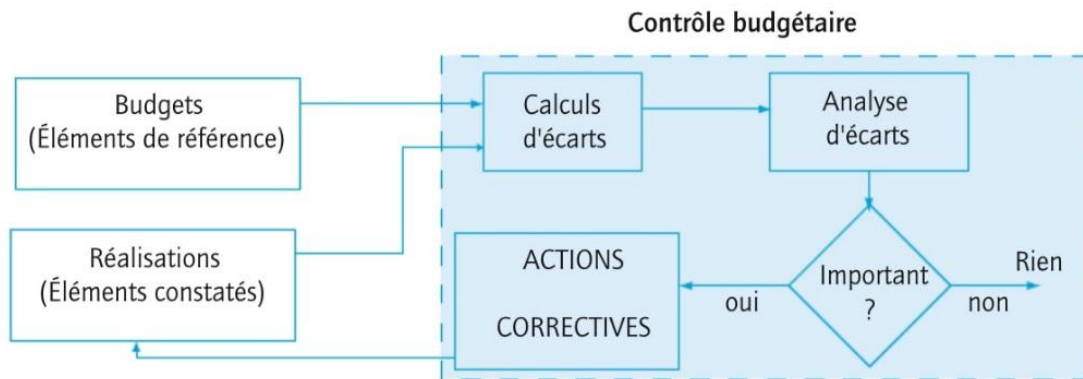 Contrôle budgétaire
Budgets
(Éléments de référence)
Calculs
d'écarts
Analyse
d'écarts
Réalisations
(Éléments constatés)
ACTIONS
CORRECTIVES
Important
?
oui
non
Rien